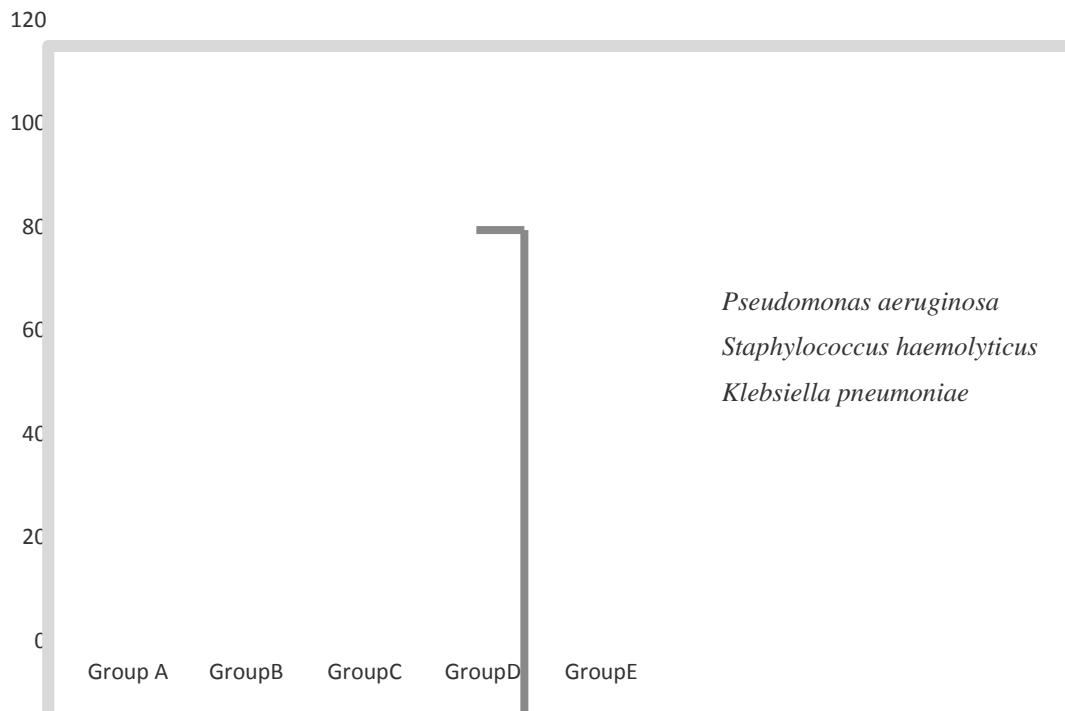 120
100
80
60
40
20
0
Pseudomonas aeruginosa
Staphylococcus haemolyticus
Klebsiella pneumoniae
Group A GroupB GroupC GroupD GroupE